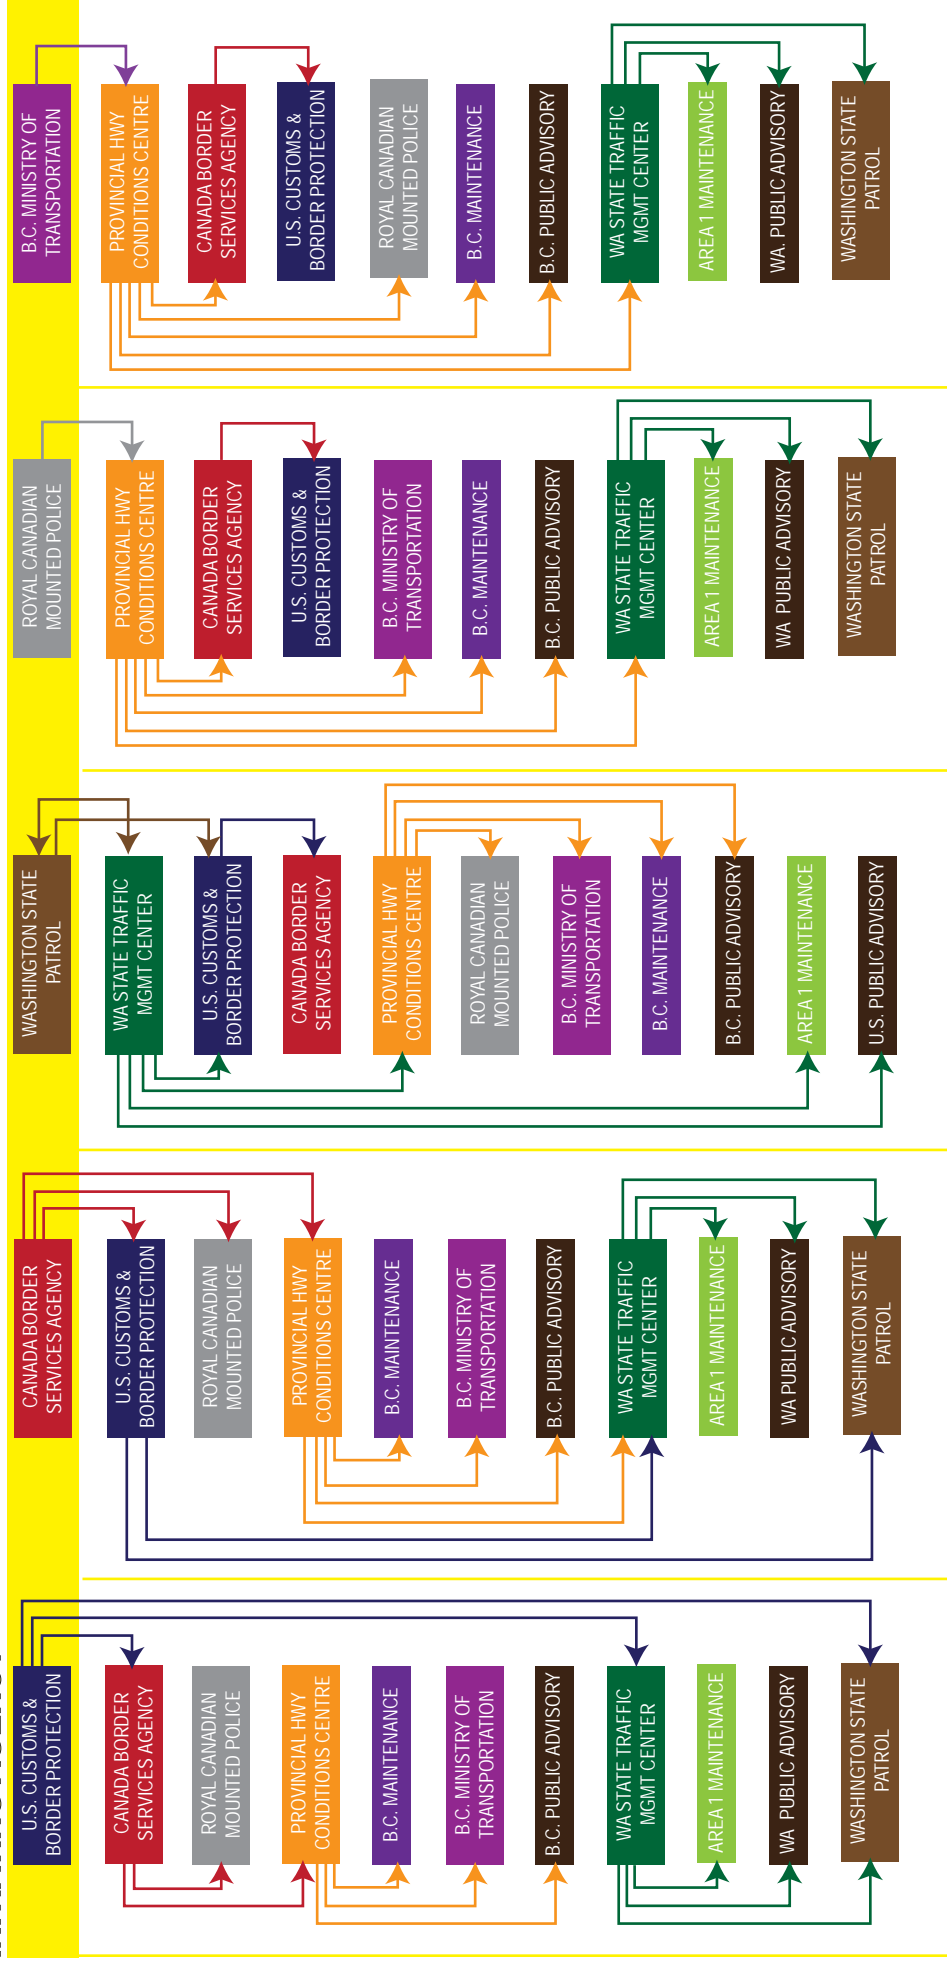 U.S. CUSTOMS &
BORDER PROTECTION
CANADA BORDER
SERVICES AGENCY
ROYAL CANADIAN
MOUNTED POLICE
PROVINCIAL HWY
CONDITIONS CENTRE
B.C. MAINTENANCE
B.C. MINISTRY OF
TRANSPORTATION
B.C. PUBLIC ADVISORY
WA STATE TRAFFIC
MGMT CENTER
AREA 1 MAINTENANCE
WA PUBLIC ADVISORY
WASHINGTON STATE
PATROL
CANADA BORDER
SERVICES AGENCY
U.S. CUSTOMS &
BORDER PROTECTION
ROYAL CANADIAN
MOUNTED POLICE
PROVINCIAL HWY
CONDITIONS CENTRE
B.C. MAINTENANCE
B.C. MINISTRY OF
TRANSPORTATION
B.C. PUBLIC ADVISORY
WA STATE TRAFFIC
MGMT CENTER
AREA 1 MAINTENANCE
WA PUBLIC ADVISORY
WASHINGTON STATE
PATROL
WASHINGTON STATE
PATROL
WA STATE TRAFFIC
MGMT CENTER
U.S. CUSTOMS &
BORDER PROTECTION
CANADA BORDER
SERVICES AGENCY
PROVINCIAL HWY
CONDITIONS CENTRE
ROYAL CANADIAN
MOUNTED POLICE
B.C. MINISTRY OF
TRANSPORTATION
B.C. MAINTENANCE
B.C. PUBLIC ADVISORY
AREA 1 MAINTENANCE
U.S. PUBLIC ADVISORY
ROYAL CANADIAN
MOUNTED POLICE
PROVINCIAL HWY
CONDITIONS CENTRE
CANADA BORDER
SERVICES AGENCY
U.S. CUSTOMS &
BORDER PROTECTION
B.C. MINISTRY OF
TRANSPORTATION
B.C. MAINTENANCE
B.C. PUBLIC ADVISORY
WA STATE TRAFFIC
MGMT CENTER
AREA 1 MAINTENANCE
WA PUBLIC ADVISORY
WASHINGTON STATE
PATROL
B.C. MINISTRY OF
TRANSPORTATION
PROVINCIAL HWY
CONDITIONS CENTRE
CANADA BORDER
SERVICES AGENCY
U.S. CUSTOMS &
BORDER PROTECTION
ROYAL CANADIAN
MOUNTED POLICE
B.C. MAINTENANCE
B.C. PUBLIC ADVISORY
WA STATE TRAFFIC
MGMT CENTER
AREA 1 MAINTENANCE
WA. PUBLIC ADVISORY
WASHINGTON STATE
PATROL